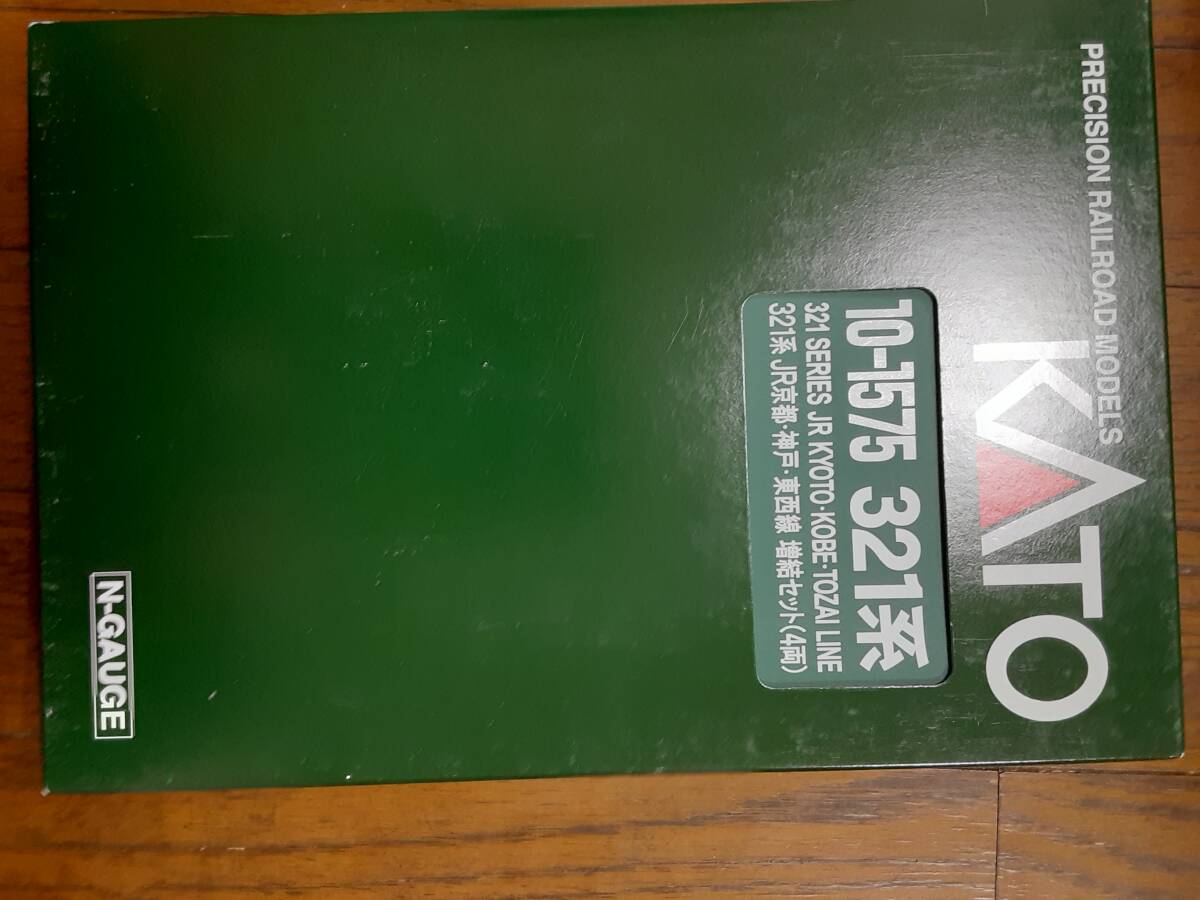 PRECISION RAILROAD MODELS
KATO
10-1575 321系
321 SERIES JR KYOTO·KOBE·TOZAI LINE
321系 JR京都·神戸·東西線 増結セット(4両)
N-GAUGE